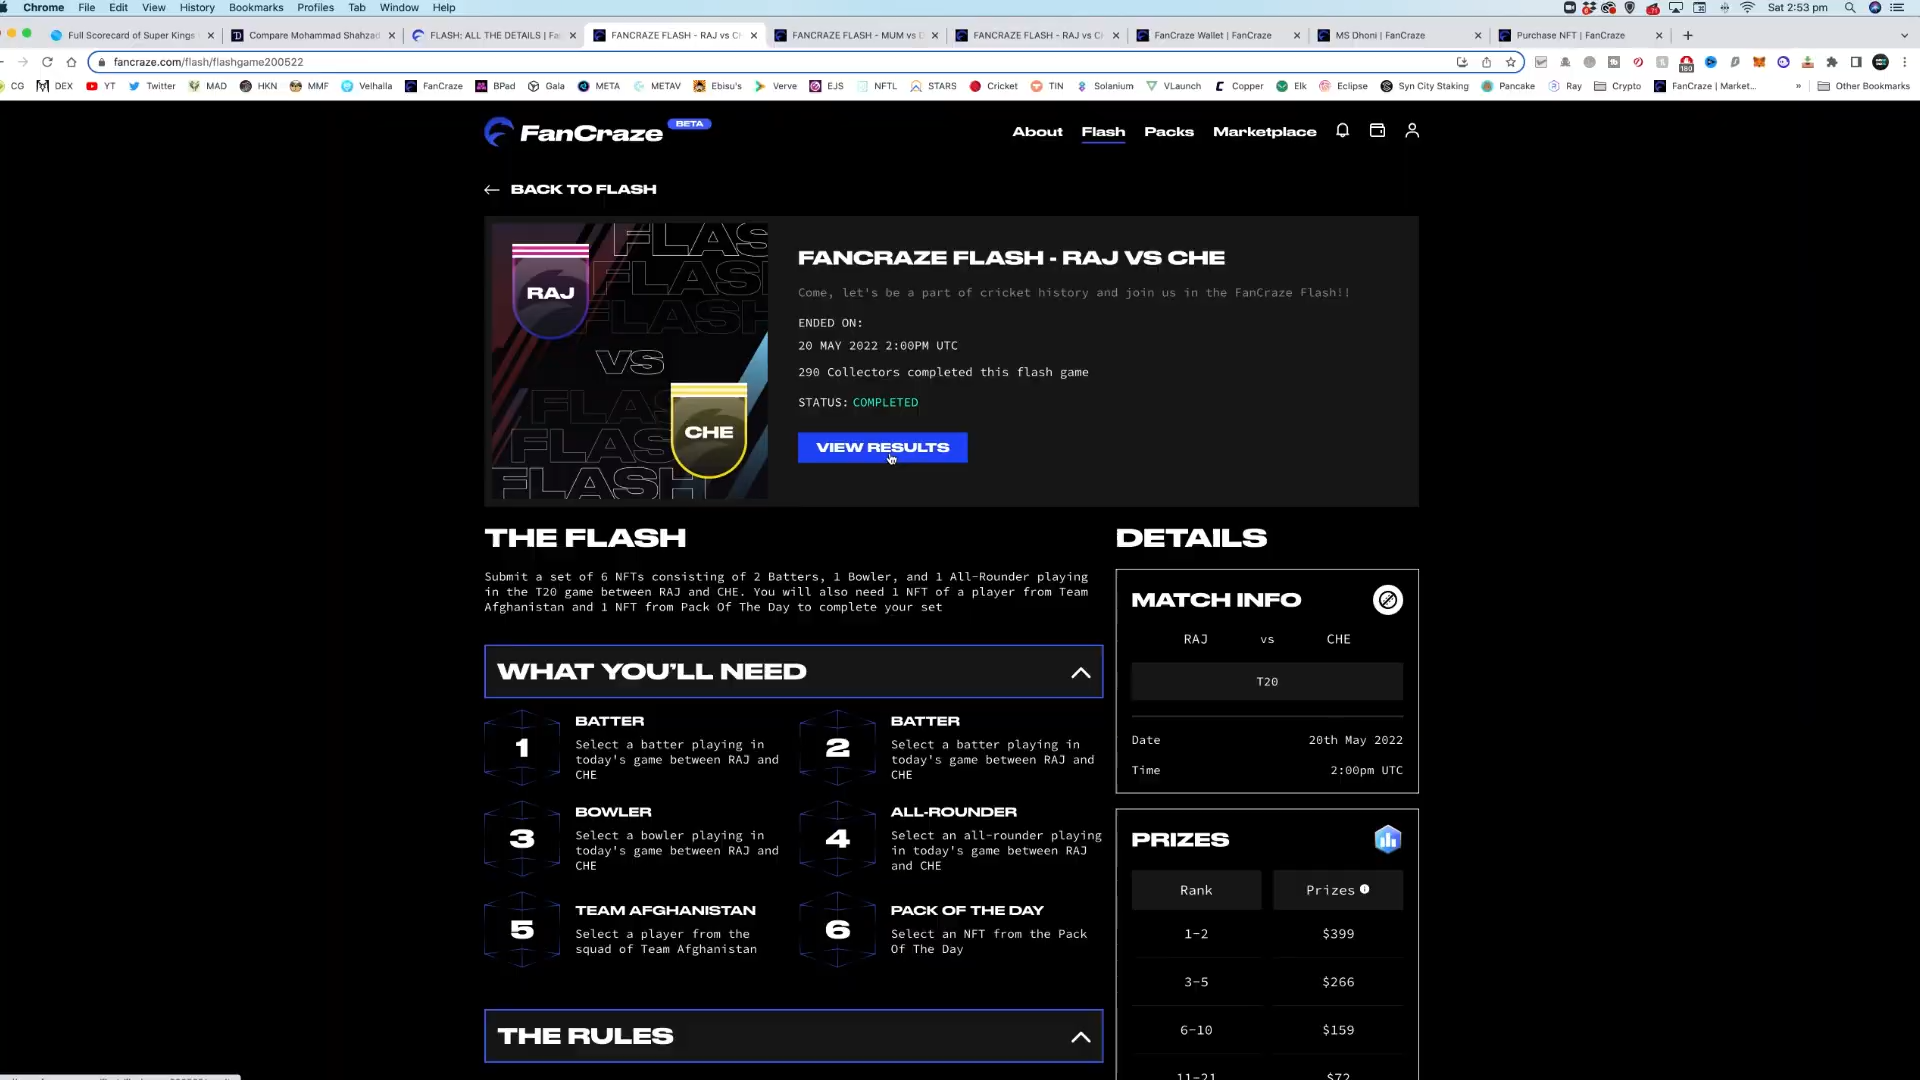 Chrome File Edit View History Bookmarks Profiles Tab Window Help
Sat 2:53 pm
Full Scorecard of Super Kings
Compare Mohammad Shahzad
FLASH: ALL THE DETAILS | Fa
FANCRAZE FLASH - RAJ vs C
FANCRAZE FLASH - MUM vs D
FANCRAZE FLASH - RAJ vs C
FanCraze Wallet | FanCraze
MS Dhoni | FanCraze
Purchase NFT | FanCraze
fancraze.com/flash/flashgame200522
180
CG DEX YT Twitter MAD HKN MMF Velhalla FanCraze BPad Gala META METAV Ebisu's Verve EJS NFTL STARS Cricket TIN Solanium VLaunch Copper Elk Eclipse Syn City Staking Pancake Ray Crypto FanCraze | Market... » Other Bookmarks
FanCraze BETA
About Flash Packs Marketplace
BACK TO FLASH
FLASH
RAJ
VS
CHE
FANCRAZE FLASH - RAJ VS CHE
Come, let's be a part of cricket history and join us in the FanCraze Flash!!
ENDED ON:
20 MAY 2022 2:00PM UTC
290 Collectors completed this flash game
STATUS: COMPLETED
VIEW RESULTS
THE FLASH
Submit a set of 6 NFTs consisting of 2 Batters, 1 Bowler, and 1 All-Rounder playing
in the T20 game between RAJ and CHE. You will also need 1 NFT of a player from Team
Afghanistan and 1 NFT from Pack Of The Day to complete your set
WHAT YOU'LL NEED
1
BATTER
Select a batter playing in
today's game between RAJ and
CHE
2
BATTER
Select a batter playing in
today's game between RAJ and
CHE
3
BOWLER
Select a bowler playing in
today's game between RAJ and
CHE
4
ALL-ROUNDER
Select an all-rounder playing
in today's game between RAJ
and CHE
5
TEAM AFGHANISTAN
Select a player from the
squad of Team Afghanistan
6
PACK OF THE DAY
Select an NFT from the Pack
Of The Day
THE RULES
DETAILS
MATCH INFO
RAJ vs CHE
T20
Date 20th May 2022
Time 2:00pm UTC
PRIZES
Rank Prizes
1-2 $399
3-5 $266
6-10 $159
11-21 $72